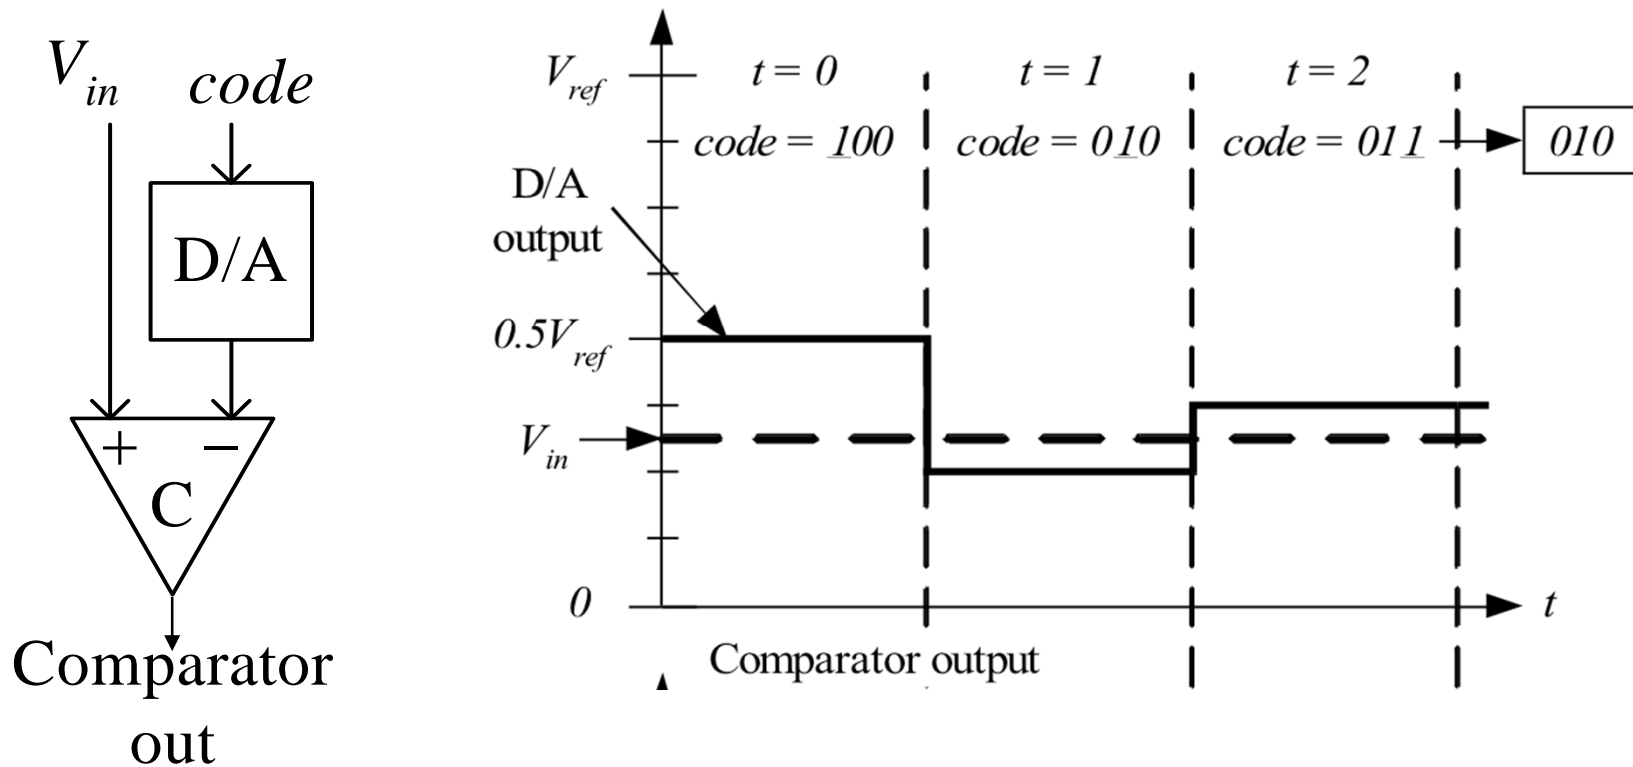 V_in
code
D/A
+ −
C
Comparator
out
V_ref
t = 0
t = 1
t = 2
code = 100
code = 010
code = 011
010
D/A
output
0.5V_ref
V_in
0
t
Comparator output